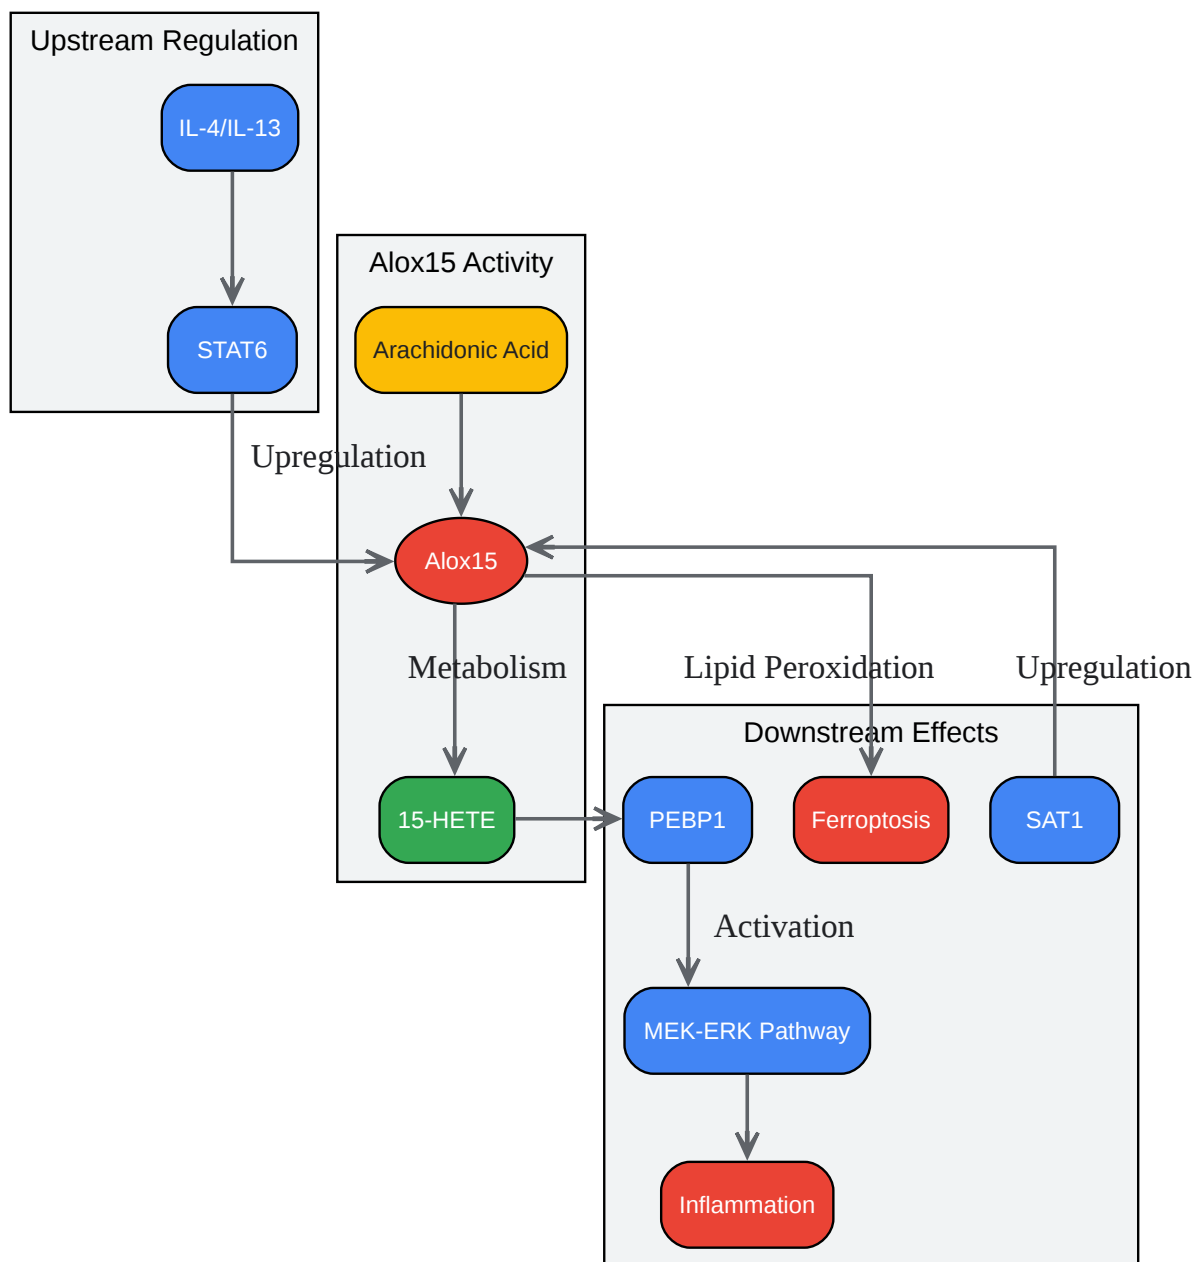 Upstream Regulation
IL-4/IL-13
STAT6
Alox15 Activity
Arachidonic Acid
Upregulation
Alox15
Metabolism
Lipid Peroxidation
Upregulation
15-HETE
Downstream Effects
PEBP1
Ferroptosis
SAT1
Activation
MEK-ERK Pathway
Inflammation